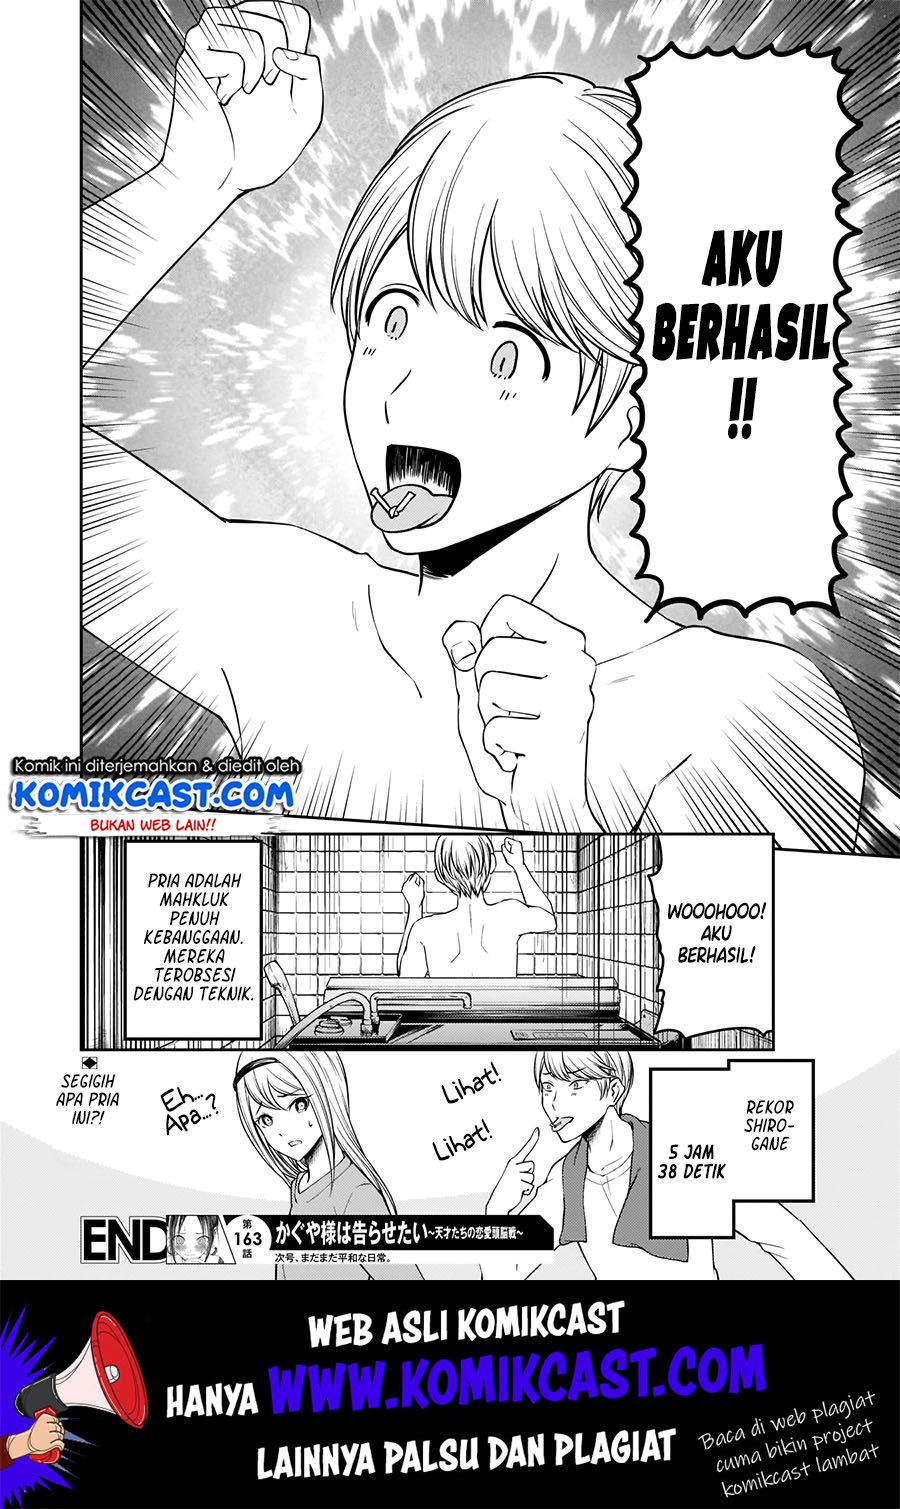 AKU
BERHASIL
!!
Komik ini diterjemahkan & diedit oleh
KOMIKCAST.COM
BUKAN WEB LAIN!!
WOOOHOOO!
AKU
BERHASIL!
PRIA ADALAH
MAHKLUK
PENUH
KEBANGGAAN.
MEREKA
TEROBSESI
DENGAN TEKNIK.
REKOR
SHIRO-
GANE
5 JAM
38 DETIK
Lihat!
Lihat!
Eh...
Apa...?
SEGIGIH
APA PRIA
INI?!
END
第
163
話
かぐや様は告らせたい~天才たちの恋愛頭脳戦~
次号、まだまだ平和な日常。
WEB ASLI KOMIKCAST
HANYA WWW.KOMIKCAST.COM
LAINNYA PALSU DAN PLAGIAT
Baca di web plagiat
cuma bikin project
komikcast lambat